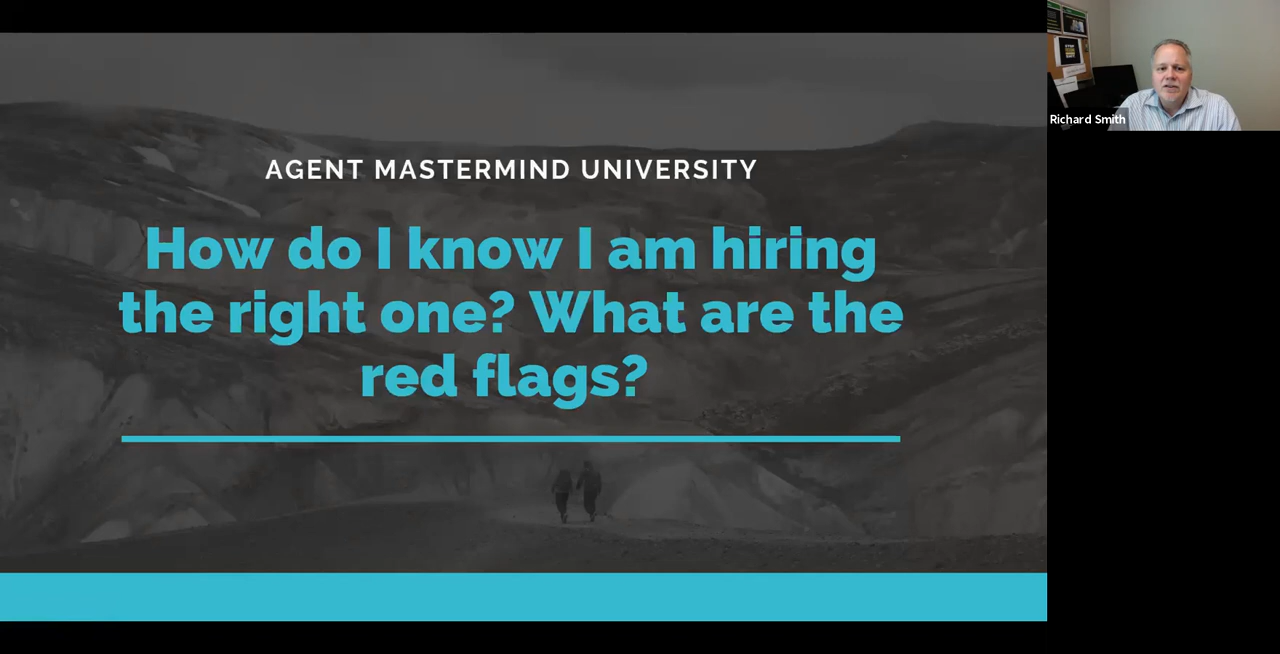 AGENT MASTERMIND UNIVERSITY
How do I know I am hiring
the right one? What are the
red flags?
Richard Smith